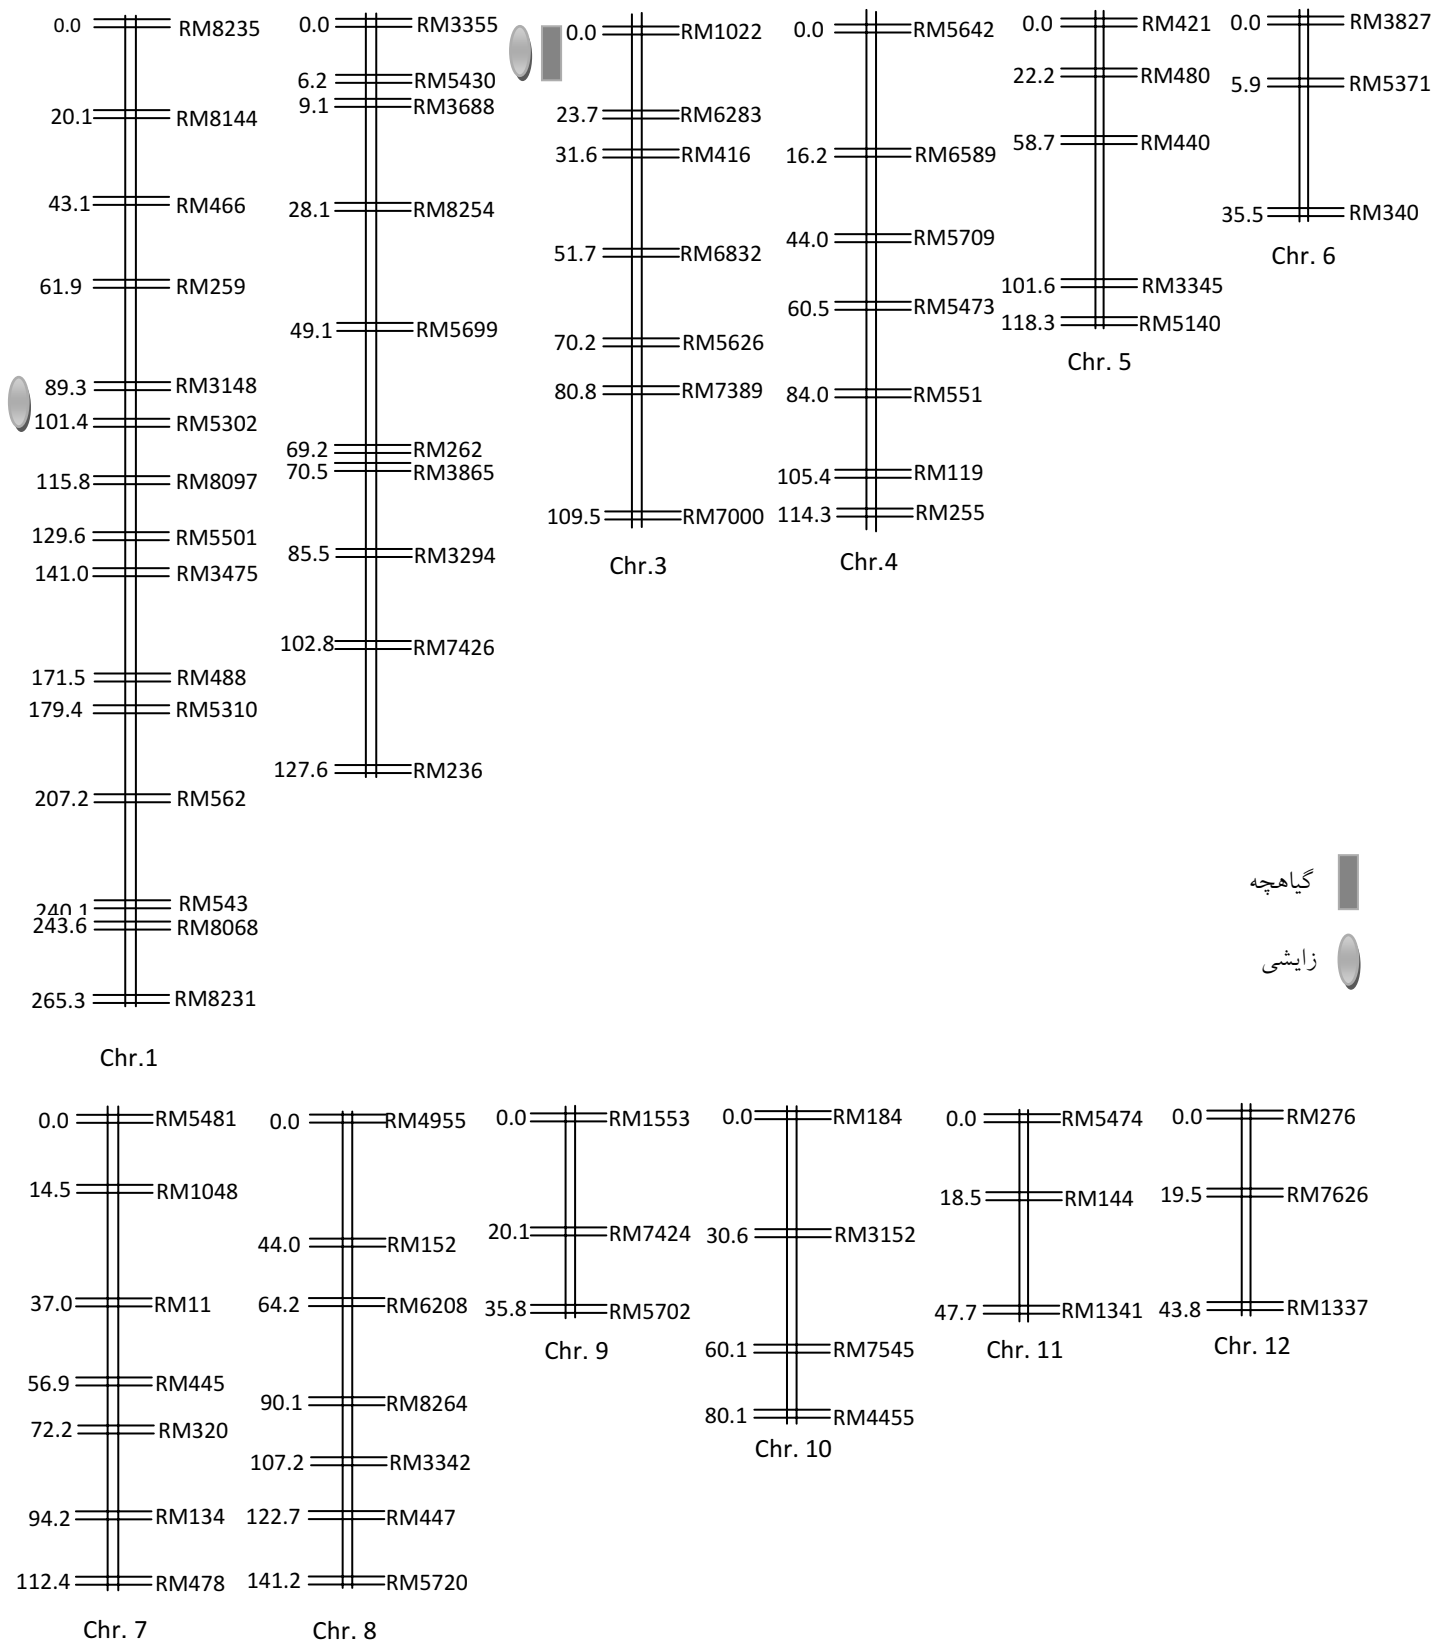 0.0 RM8235
20.1 RM8144
43.1 RM466
61.9 RM259
89.3 RM3148
101.4 RM5302
115.8 RM8097
129.6 RM5501
141.0 RM3475
171.5 RM488
179.4 RM5310
207.2 RM562
240.1 RM543
243.6 RM8068
265.3 RM8231
Chr.1
0.0 RM3355
6.2 RM5430
9.1 RM3688
28.1 RM8254
49.1 RM5699
69.2 RM262
70.5 RM3865
85.5 RM3294
102.8 RM7426
127.6 RM236
0.0 RM1022
23.7 RM6283
31.6 RM416
51.7 RM6832
70.2 RM5626
80.8 RM7389
109.5 RM7000
Chr.3
0.0 RM5642
16.2 RM6589
44.0 RM5709
60.5 RM5473
84.0 RM551
105.4 RM119
114.3 RM255
Chr.4
0.0 RM421
22.2 RM480
58.7 RM440
101.6 RM3345
118.3 RM5140
Chr. 5
0.0 RM3827
5.9 RM5371
35.5 RM340
Chr. 6
گیاهچه
زایشی
0.0 RM5481
14.5 RM1048
37.0 RM11
56.9 RM445
72.2 RM320
94.2 RM134
112.4 RM478
Chr. 7
0.0 RM4955
44.0 RM152
64.2 RM6208
90.1 RM8264
107.2 RM3342
122.7 RM447
141.2 RM5720
Chr. 8
0.0 RM1553
20.1 RM7424
35.8 RM5702
Chr. 9
0.0 RM184
30.6 RM3152
60.1 RM7545
80.1 RM4455
Chr. 10
0.0 RM5474
18.5 RM144
47.7 RM1341
Chr. 11
0.0 RM276
19.5 RM7626
43.8 RM1337
Chr. 12